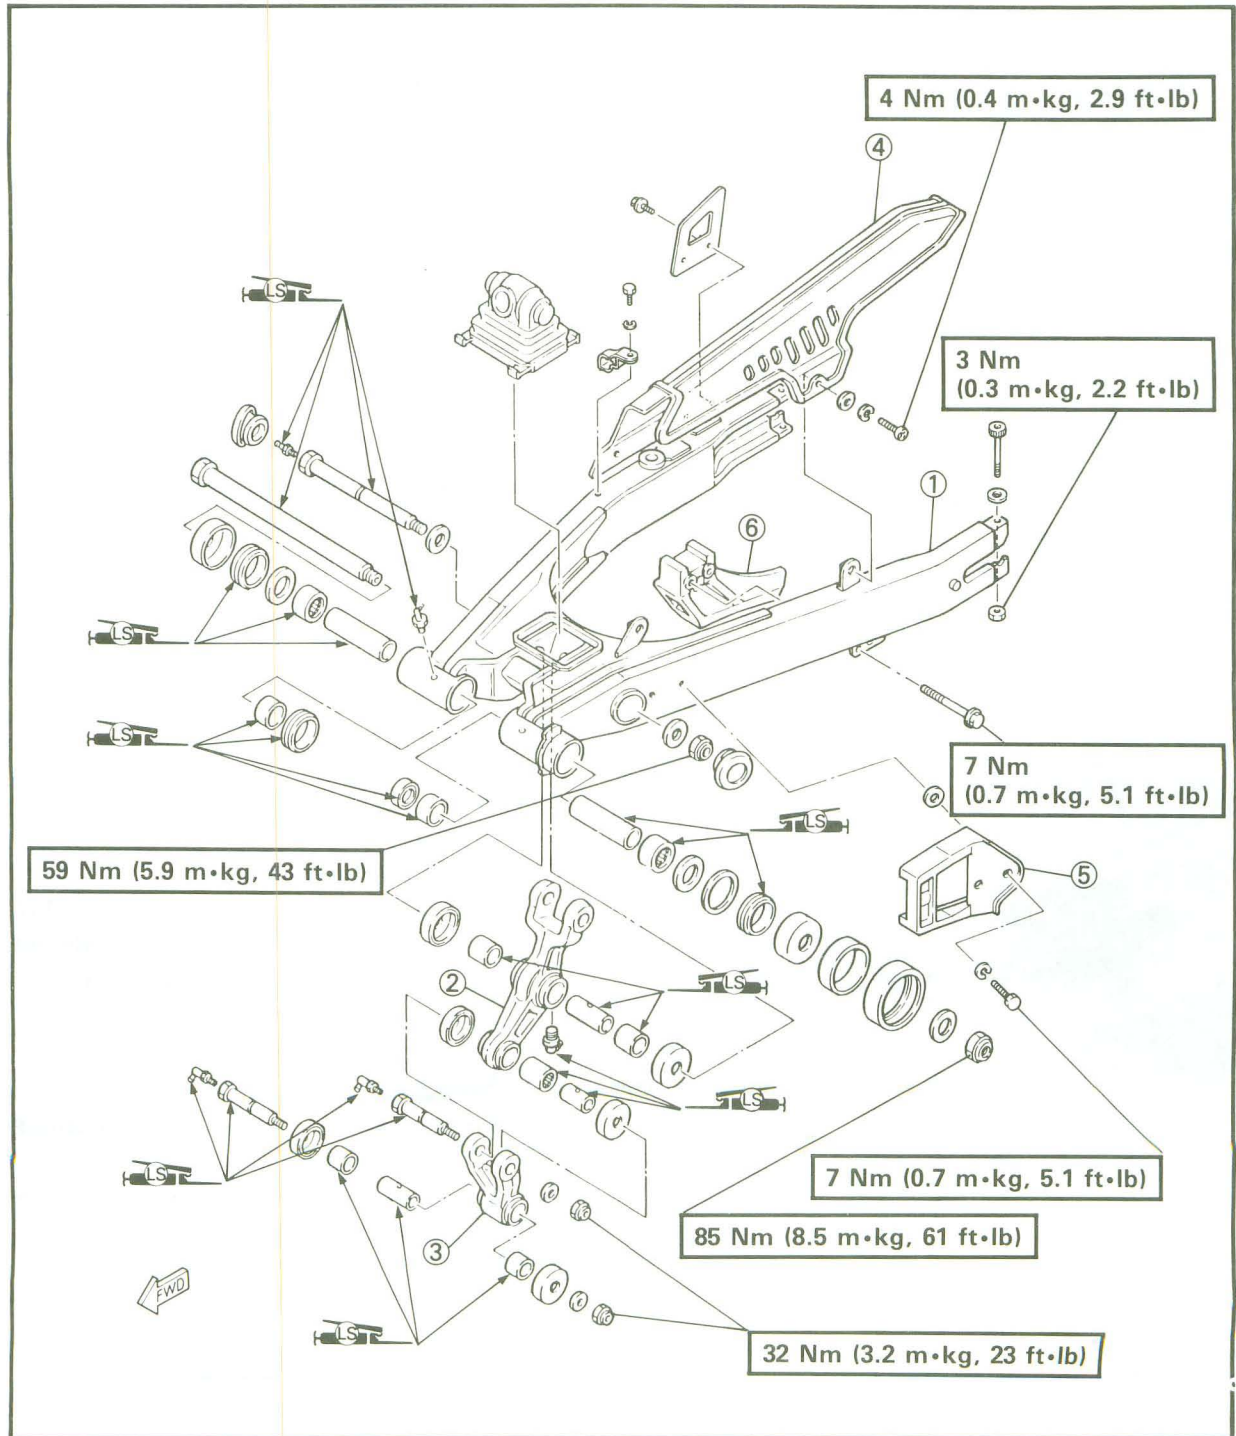 4 Nm (0.4 m•kg, 2.9 ft•lb)
4
LS
3 Nm
(0.3 m•kg, 2.2 ft•lb)
1
6
LS
LS
7 Nm
(0.7 m•kg, 5.1 ft•lb)
LS
59 Nm (5.9 m•kg, 43 ft•lb)
5
2
LS
LS
LS
7 Nm (0.7 m•kg, 5.1 ft•lb)
85 Nm (8.5 m•kg, 61 ft•lb)
3
FWD
LS
32 Nm (3.2 m•kg, 23 ft•lb)